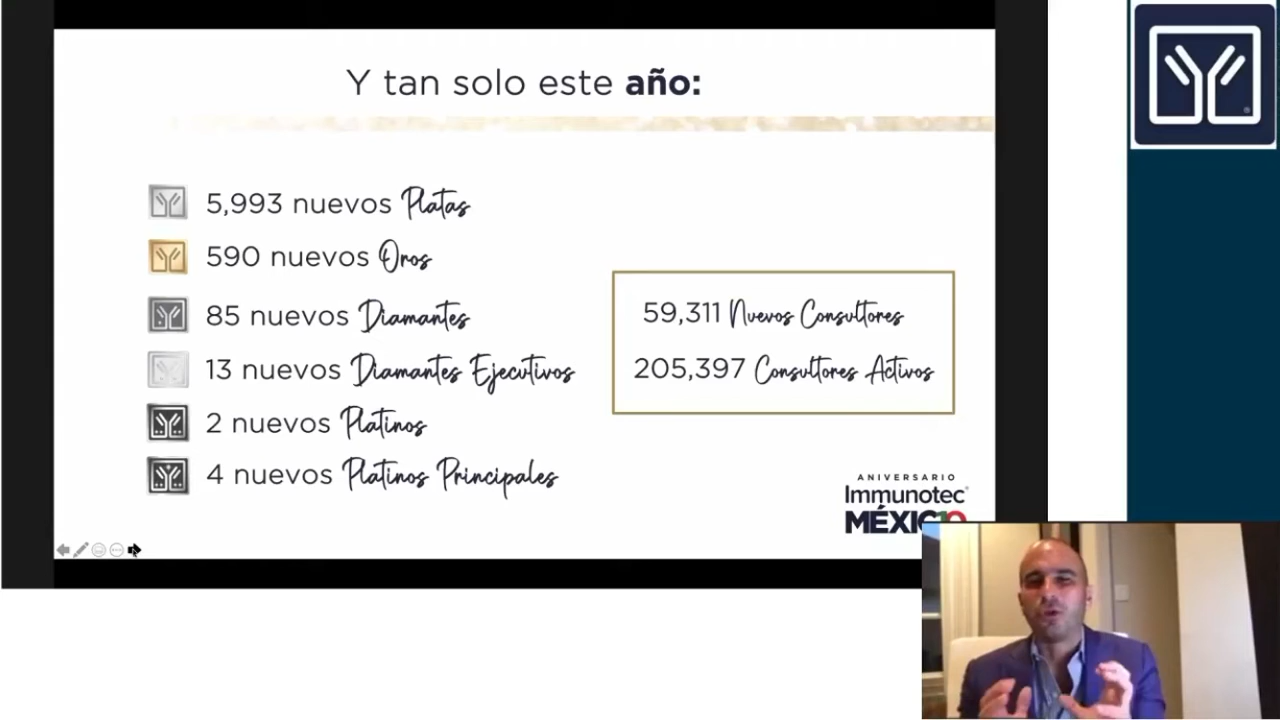 Y tan solo este año:
5,993 nuevos Platas
590 nuevos Oros
85 nuevos Diamantes
13 nuevos Diamantes Ejecutivos
2 nuevos Platinos
4 nuevos Platinos Principales
59,311 Nuevos Consultores
205,397 Consultores Activos
ANIVERSARIO
Immunotec®
MÉXIC10